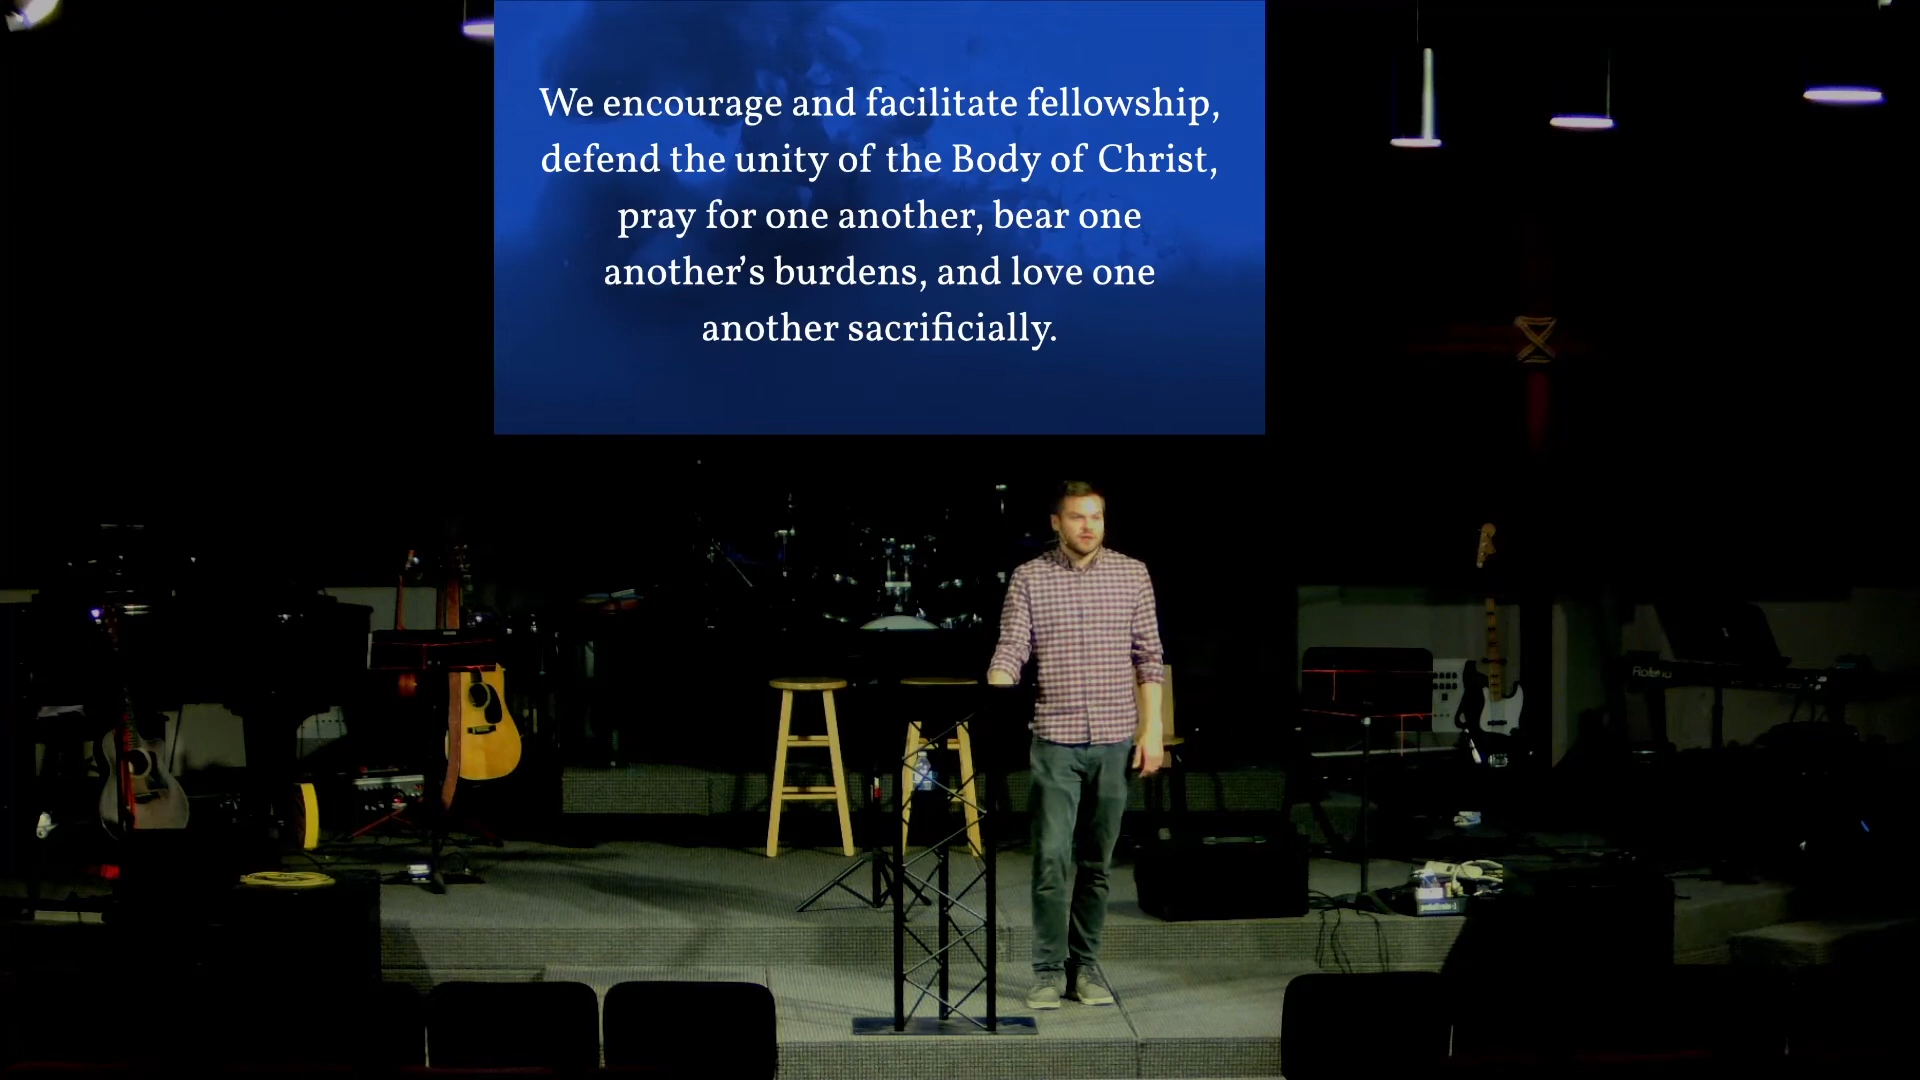 We encourage and facilitate fellowship,
defend the unity of the Body of Christ,
pray for one another, bear one
another’s burdens, and love one
another sacrificially.
Roland